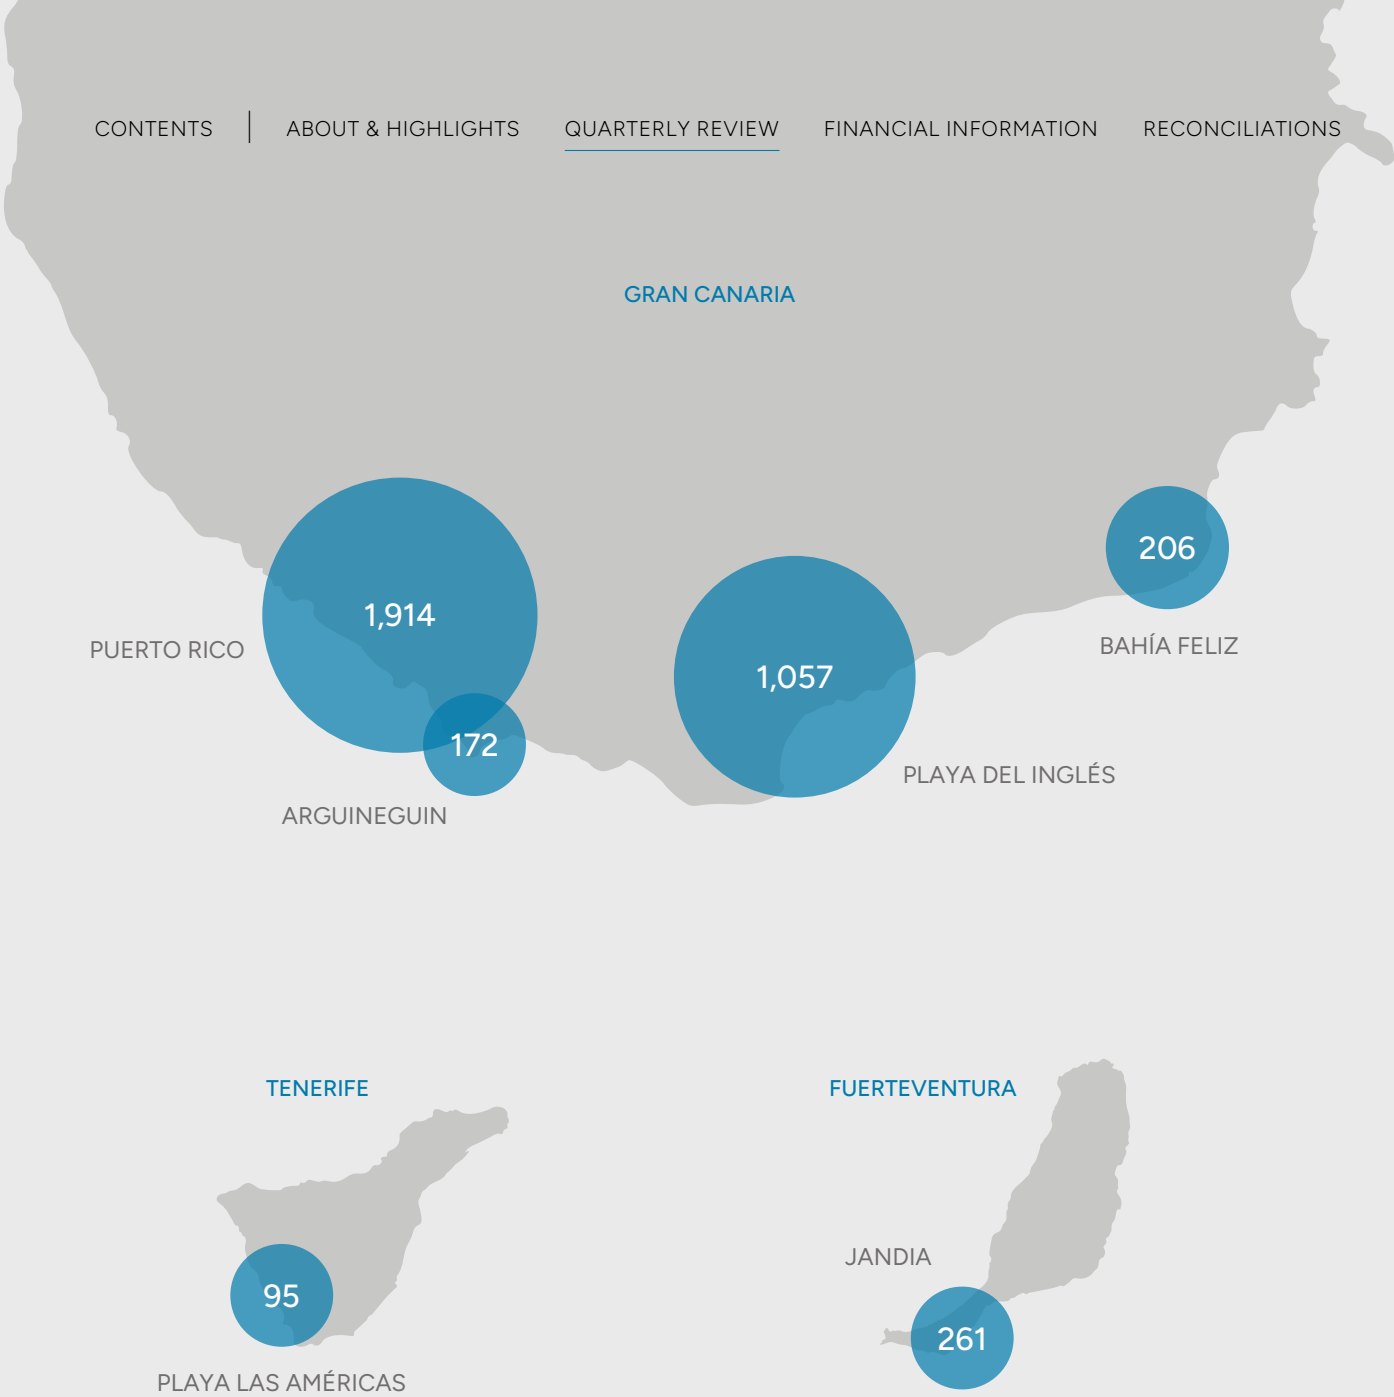 CONTENTS | ABOUT & HIGHLIGHTS QUARTERLY REVIEW FINANCIAL INFORMATION RECONCILIATIONS
GRAN CANARIA
206
1,914
PUERTO RICO
BAHÍA FELIZ
1,057
172
PLAYA DEL INGLÉS
ARGUINEGUIN
TENERIFE
FUERTEVENTURA
JANDIA
95
261
PLAYA LAS AMÉRICAS